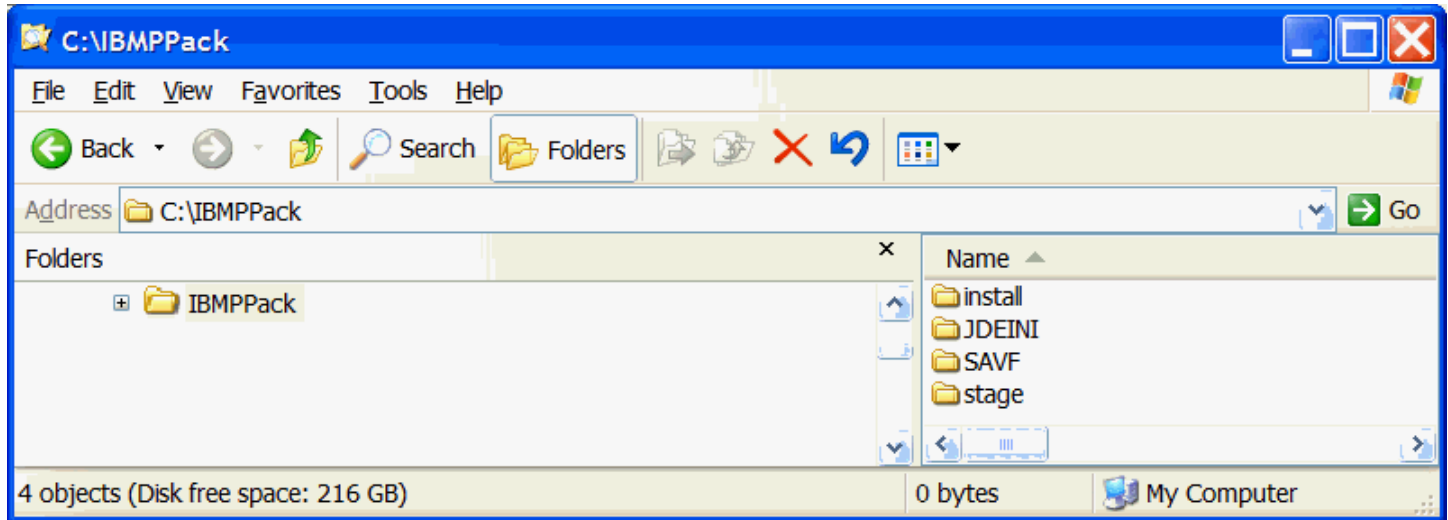 C:\IBMPPack
File Edit View Favorites Tools Help
Back Search Folders
Address C:\IBMPPack Go
Folders × Name
IBMPPack
install
JDEINI
SAVF
stage
4 objects (Disk free space: 216 GB) 0 bytes My Computer